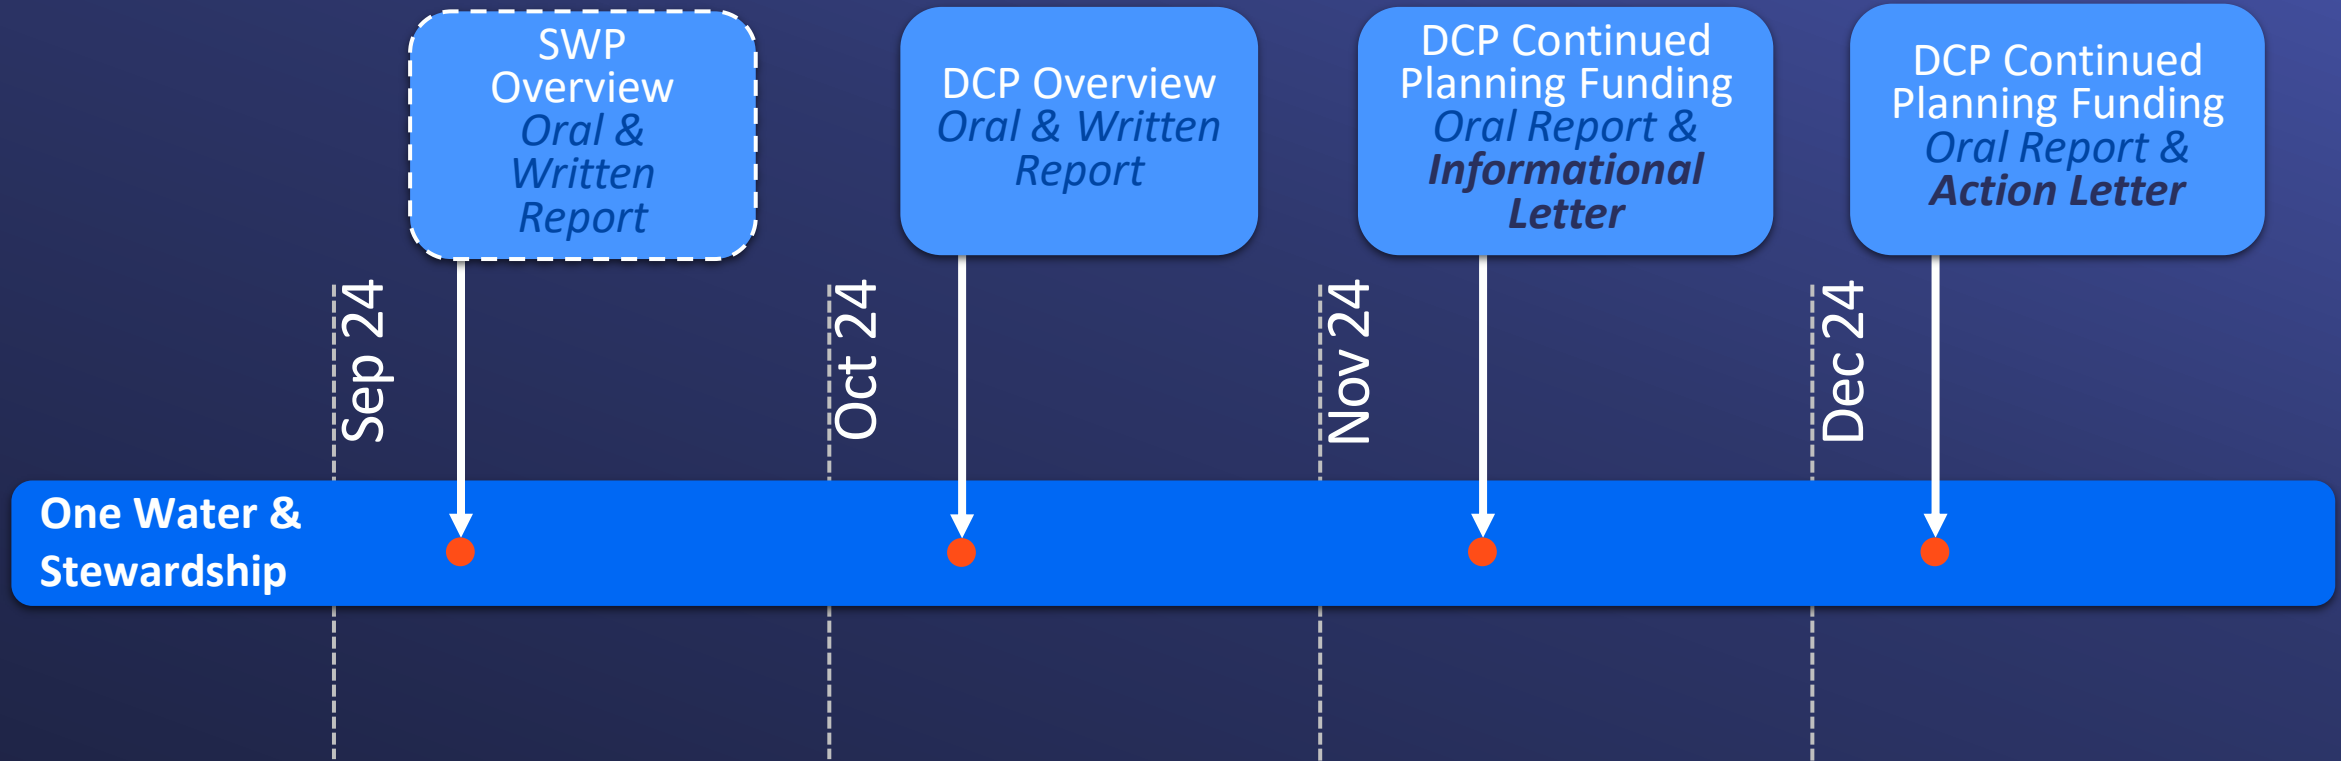 SWP
Overview
Oral &
Written
Report
DCP Overview
Oral & Written
Report
DCP Continued
Planning Funding
Oral Report &
Informational
Letter
DCP Continued
Planning Funding
Oral Report &
Action Letter
Sep 24
Oct 24
Nov 24
Dec 24
One Water &
Stewardship